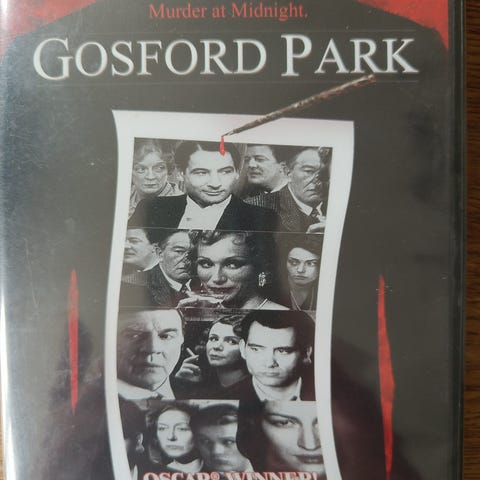 Murder at Midnight.
GOSFORD PARK
OSCAR® WINNER!